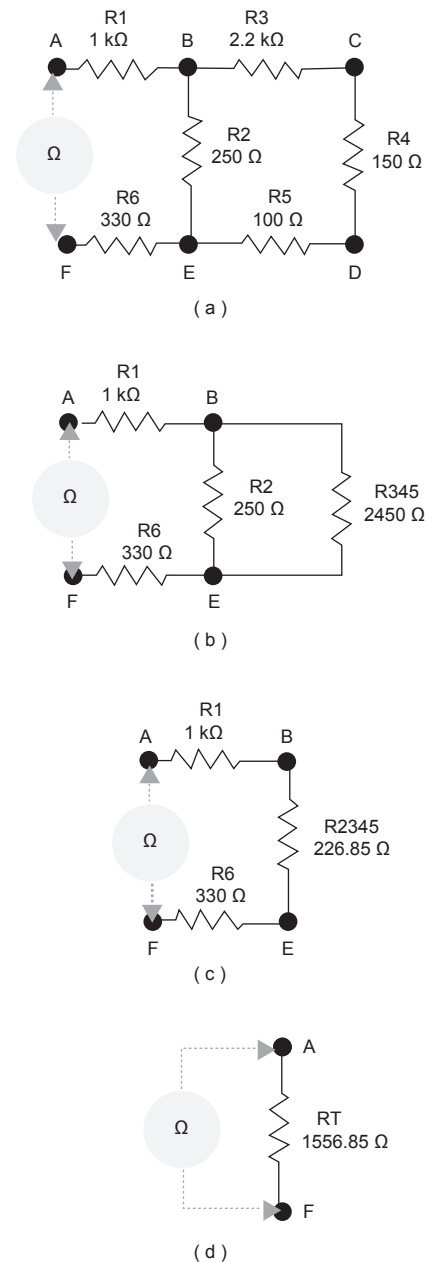 R1
1 kΩ
R3
2.2 kΩ
A
B
C
Ω
R2
250 Ω
R4
150 Ω
R6
330 Ω
R5
100 Ω
F
E
D
( a )
R1
1 kΩ
A
B
Ω
R2
250 Ω
R345
2450 Ω
R6
330 Ω
F
E
( b )
R1
1 kΩ
A
B
Ω
R2345
226.85 Ω
R6
330 Ω
F
E
( c )
A
Ω
RT
1556.85 Ω
F
( d )